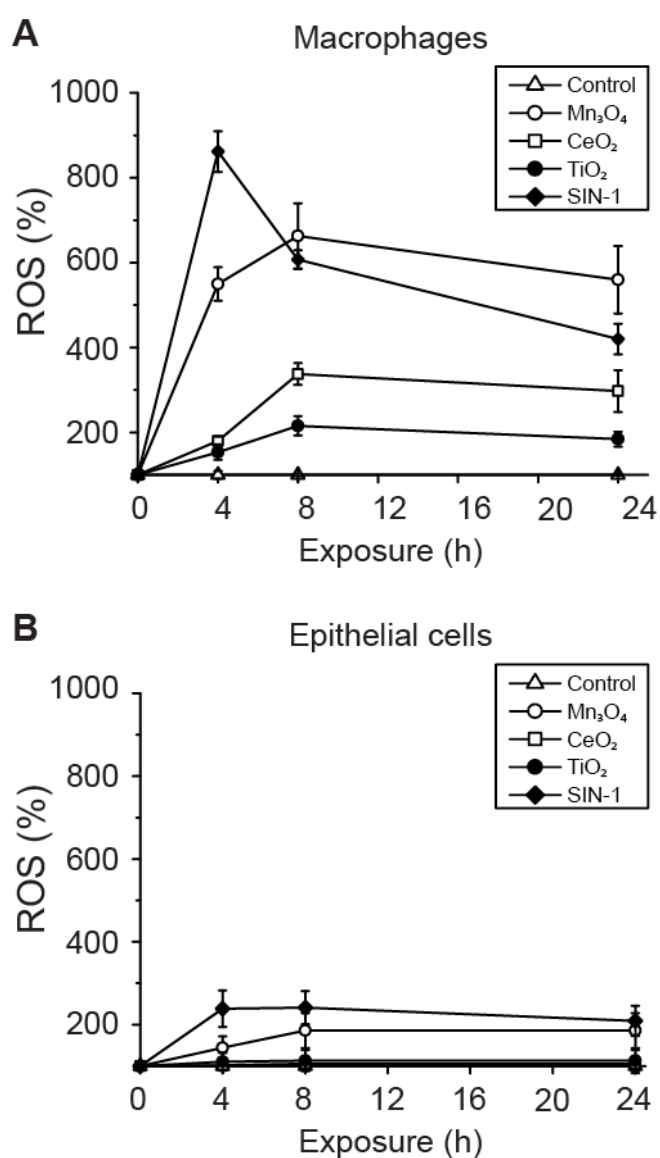 A
Macrophages
Control
Mn₃O₄
CeO₂
TiO₂
SIN-1
1000
800
600
400
200
ROS (%)
0 4 8 12 16 20 24
Exposure (h)
B
Epithelial cells
Control
Mn₃O₄
CeO₂
TiO₂
SIN-1
1000
800
600
400
200
ROS (%)
0 4 8 12 16 20 24
Exposure (h)